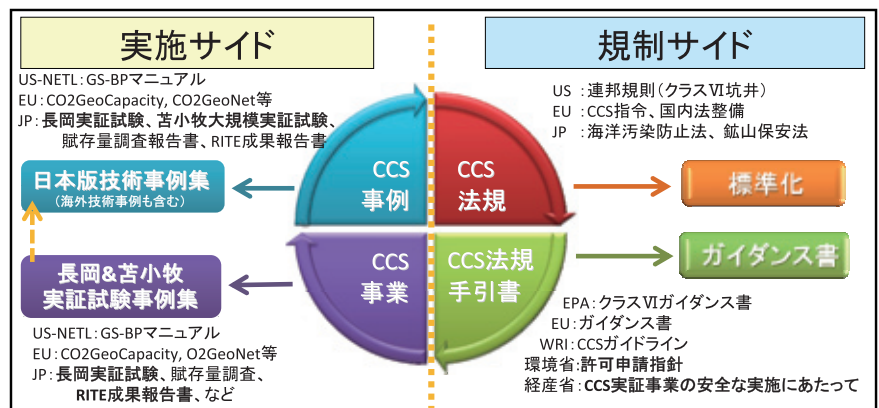 実施サイド
US-NETL：GS-BPマニュアル
EU：CO2GeoCapacity, CO2GeoNet等
JP：長岡実証試験、苫小牧大規模実証試験、
賦存量調査報告書、RITE成果報告書
日本版技術事例集
（海外技術事例も含む）
長岡&苫小牧
実証試験事例集
US-NETL：GS-BPマニュアル
EU：CO2GeoCapacity, O2GeoNet等
JP：長岡実証試験、賦存量調査、
RITE成果報告書、など
CCS
事例
CCS
法規
CCS
事業
CCS法規
手引書
規制サイド
US ：連邦規則（クラスⅥ坑井）
EU ：CCS指令、国内法整備
JP ：海洋汚染防止法、鉱山保安法
標準化
ガイダンス書
EPA：クラスⅥガイダンス書
EU：ガイダンス書
WRI：CCSガイドライン
環境省：許可申請指針
経産省：CCS実証事業の安全な実施にあたって